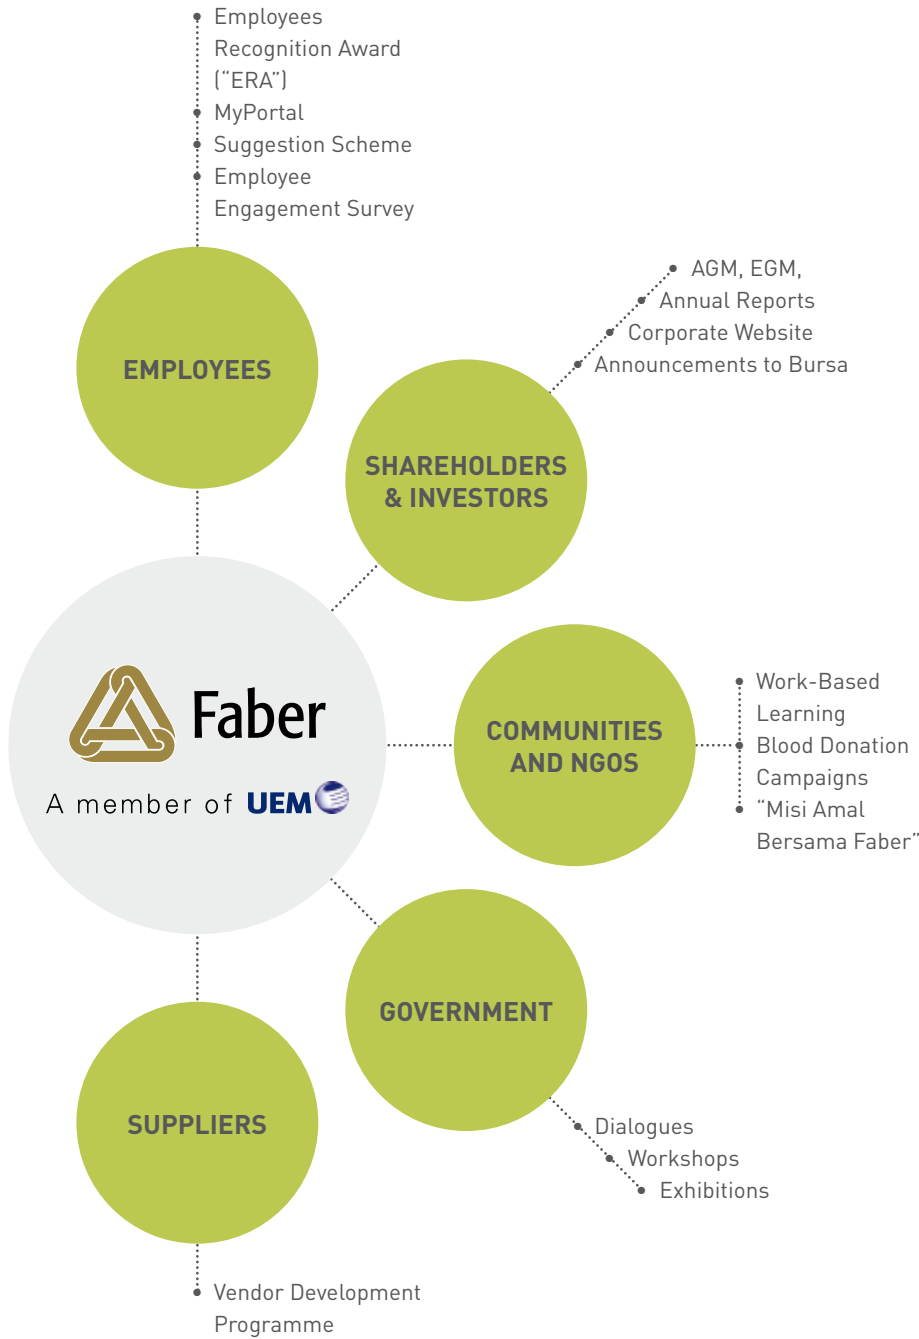 Employees
Recognition Award
(“ERA”)
MyPortal
Suggestion Scheme
Employee
Engagement Survey
EMPLOYEES
AGM, EGM,
Annual Reports
Corporate Website
Announcements to Bursa
SHAREHOLDERS
& INVESTORS
Faber
A member of UEM
COMMUNITIES
AND NGOS
Work-Based
Learning
Blood Donation
Campaigns
“Misi Amal
Bersama Faber”
GOVERNMENT
Dialogues
Workshops
Exhibitions
SUPPLIERS
Vendor Development
Programme